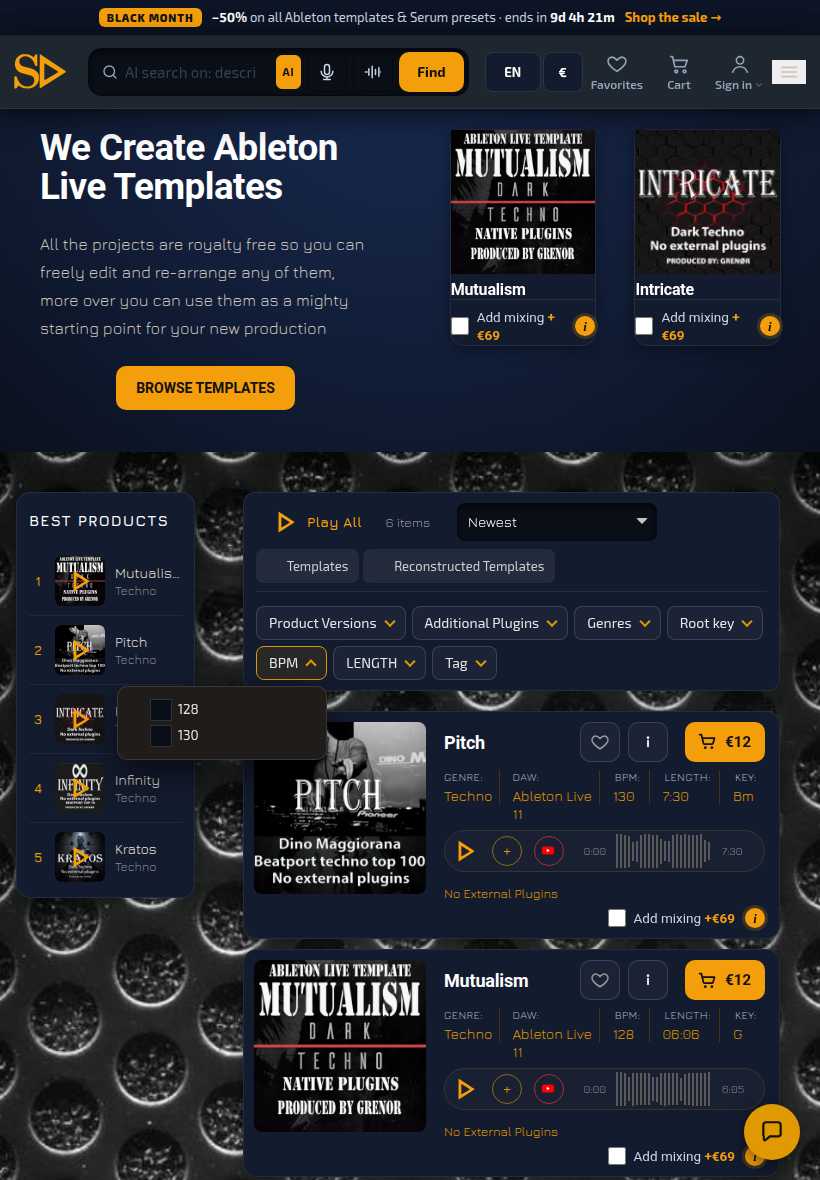 BLACK MONTH −50% on all Ableton templates & Serum presets · ends in 9d 4h 21m Shop the sale →
AI search on: descri
AI
Find
EN
€
Favorites
Cart
Sign in
We Create Ableton
Live Templates
All the projects are royalty free so you can
freely edit and re-arrange any of them,
more over you can use them as a mighty
starting point for your new production
BROWSE TEMPLATES
ABLETON LIVE TEMPLATE
MUTUALISM
DARK
TECHNO
NATIVE PLUGINS
PRODUCED BY GRENOR
Mutualism
Add mixing +
€69
i
INTRICATE
Dark Techno
No external plugins
PRODUCED BY: GRENØR
Intricate
Add mixing +
€69
i
BEST PRODUCTS
1
Mutualis...
Techno
2
Pitch
Techno
3
4
Infinity
Techno
5
Kratos
Techno
Play All
6 items
Newest
Templates
Reconstructed Templates
Product Versions
Additional Plugins
Genres
Root key
BPM
LENGTH
Tag
128
130
PITCH
Pioneer
Dino Maggiorana
Beatport techno top 100
No external plugins
Pitch
i
€12
GENRE:
Techno
DAW:
Ableton Live
11
BPM:
130
LENGTH:
7:30
KEY:
Bm
+
0:00
7:30
No External Plugins
Add mixing +€69
i
ABLETON LIVE TEMPLATE
MUTUALISM
DARK
TECHNO
NATIVE PLUGINS
PRODUCED BY GRENOR
Mutualism
i
€12
GENRE:
Techno
DAW:
Ableton Live
11
BPM:
128
LENGTH:
06:06
KEY:
G
+
0:00
6:05
No External Plugins
Add mixing +€69